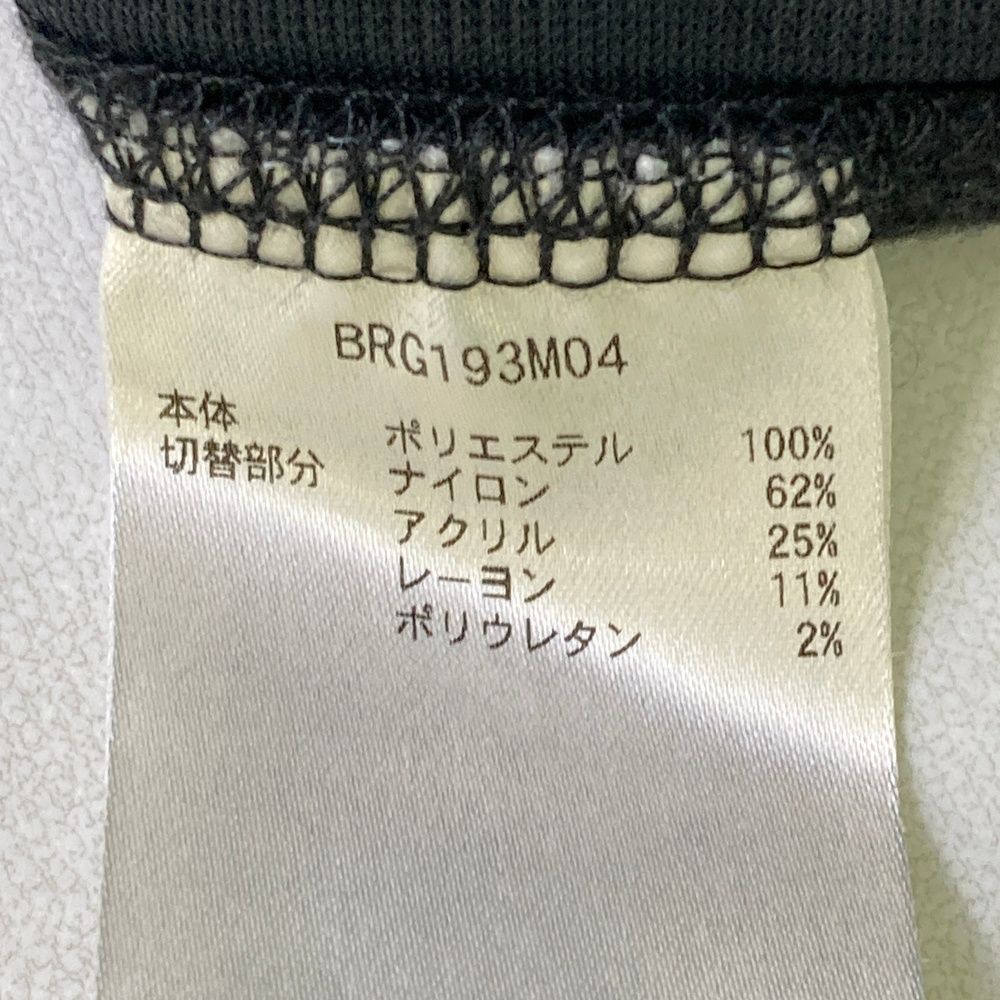 BRG193M04
本体 ポリエステル 100%
切替部分 ナイロン 62%
アクリル 25%
レーヨン 11%
ポリウレタン 2%